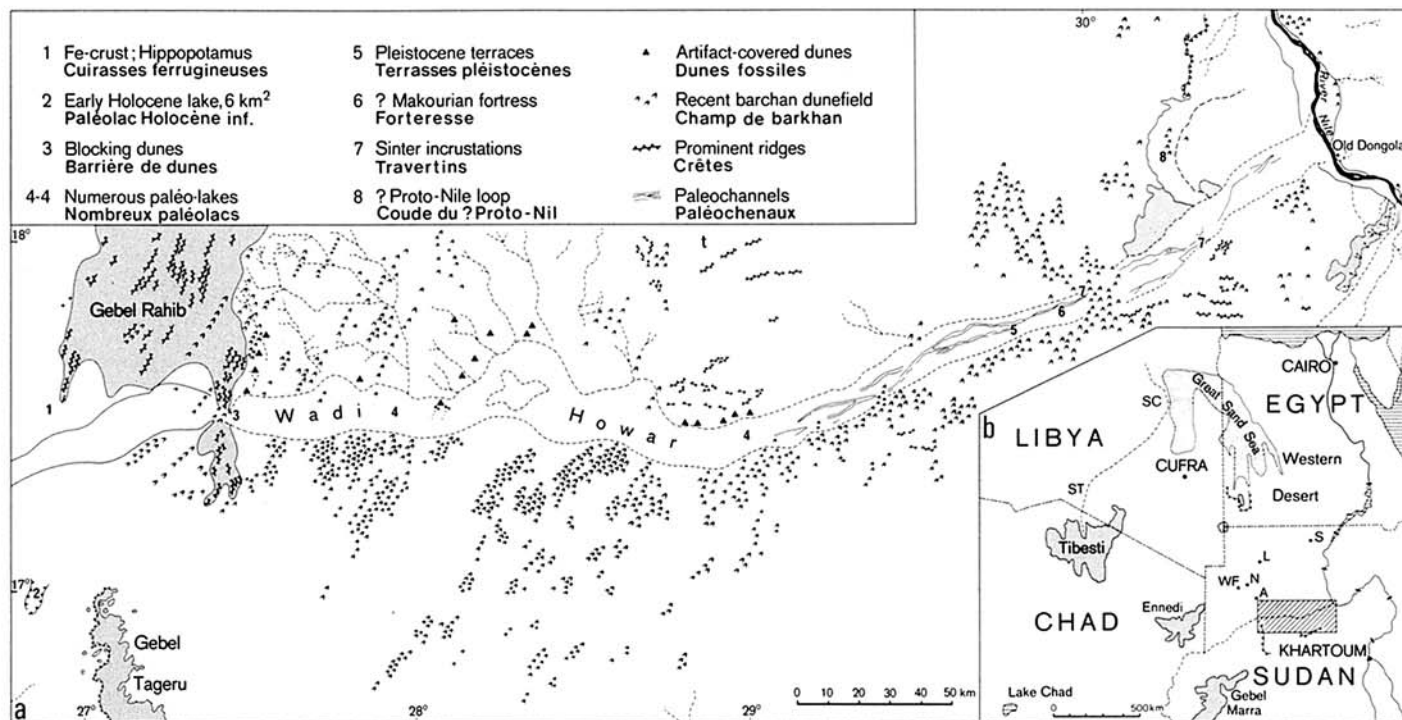 1 Fe-crust; Hippopotamus
Cuirasses ferrugineuses
2 Early Holocene lake, 6 km²
Paléolac Holocène inf.
3 Blocking dunes
Barrière de dunes
4-4 Numerous paléo-lakes
Nombreux paléolacs
5 Pleistocene terraces
Terrasses pléistocènes
6 ? Makourian fortress
Forteresse
7 Sinter incrustations
Travertins
8 ? Proto-Nile loop
Coude du ? Proto-Nil
Artifact-covered dunes
Dunes fossiles
Recent barchan dunefield
Champ de barkhan
Prominent ridges
Crêtes
Paleochannels
Paléochenaux
30°
River Nile
Old Dongola
8
18°
t
7
Gebel Rahib
7
6
5
1
3
Wadi
4
Howar
4
17°
2
Gebel
Tageru
a
27°
28°
29°
0 10 20 30 40 50 km
b
CAIRO
EGYPT
Great Sand Sea
SC
LIBYA
CUFRA
Western
Desert
ST
S
Tibesti
L
WF
N
A
Ennedi
CHAD
KHARTOUM
SUDAN
Lake Chad
Gebel
Marra
0 500km